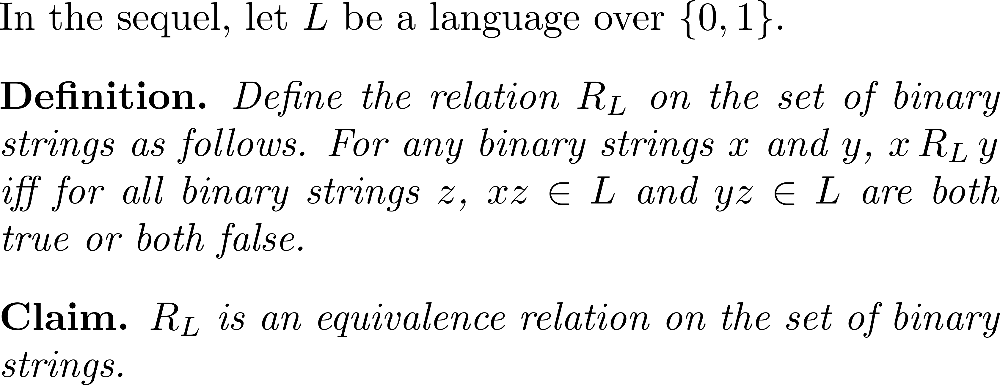 In the sequel, let L be a language over {0, 1}.
Definition. Define the relation R_L on the set of binary
strings as follows. For any binary strings x and y, x R_L y
iff for all binary strings z, xz ∈ L and yz ∈ L are both
true or both false.
Claim. R_L is an equivalence relation on the set of binary
strings.